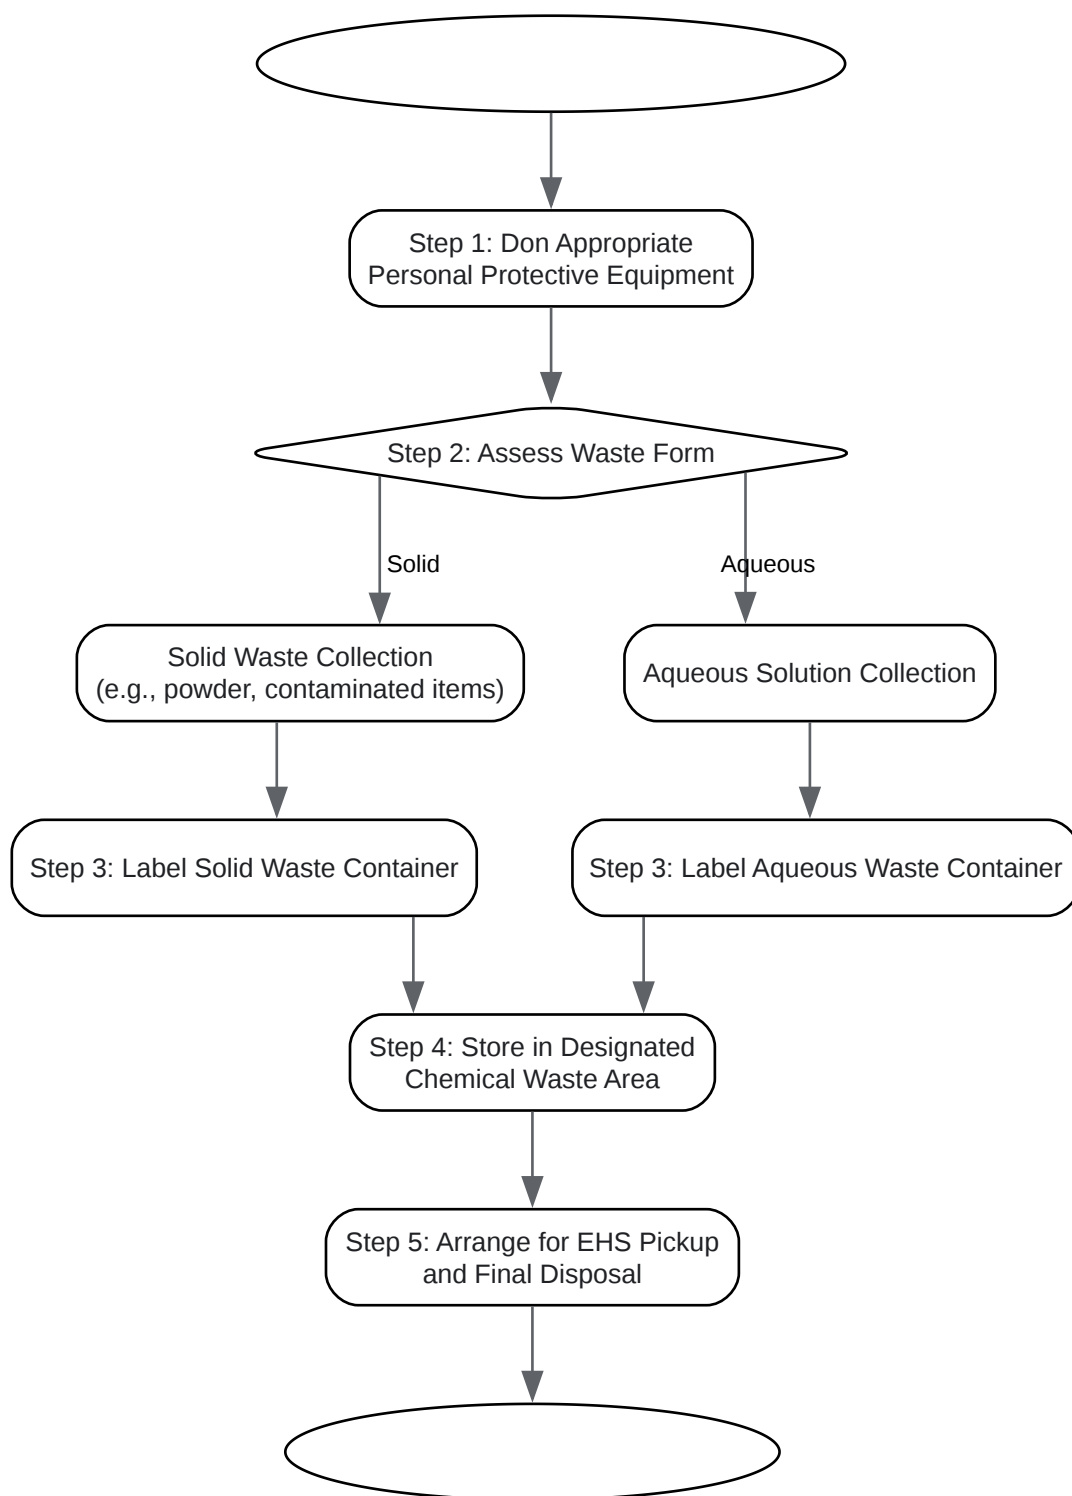 Step 1: Don Appropriate
Personal Protective Equipment
Step 2: Assess Waste Form
Solid
Aqueous
Solid Waste Collection
(e.g., powder, contaminated items)
Aqueous Solution Collection
Step 3: Label Solid Waste Container
Step 3: Label Aqueous Waste Container
Step 4: Store in Designated
Chemical Waste Area
Step 5: Arrange for EHS Pickup
and Final Disposal